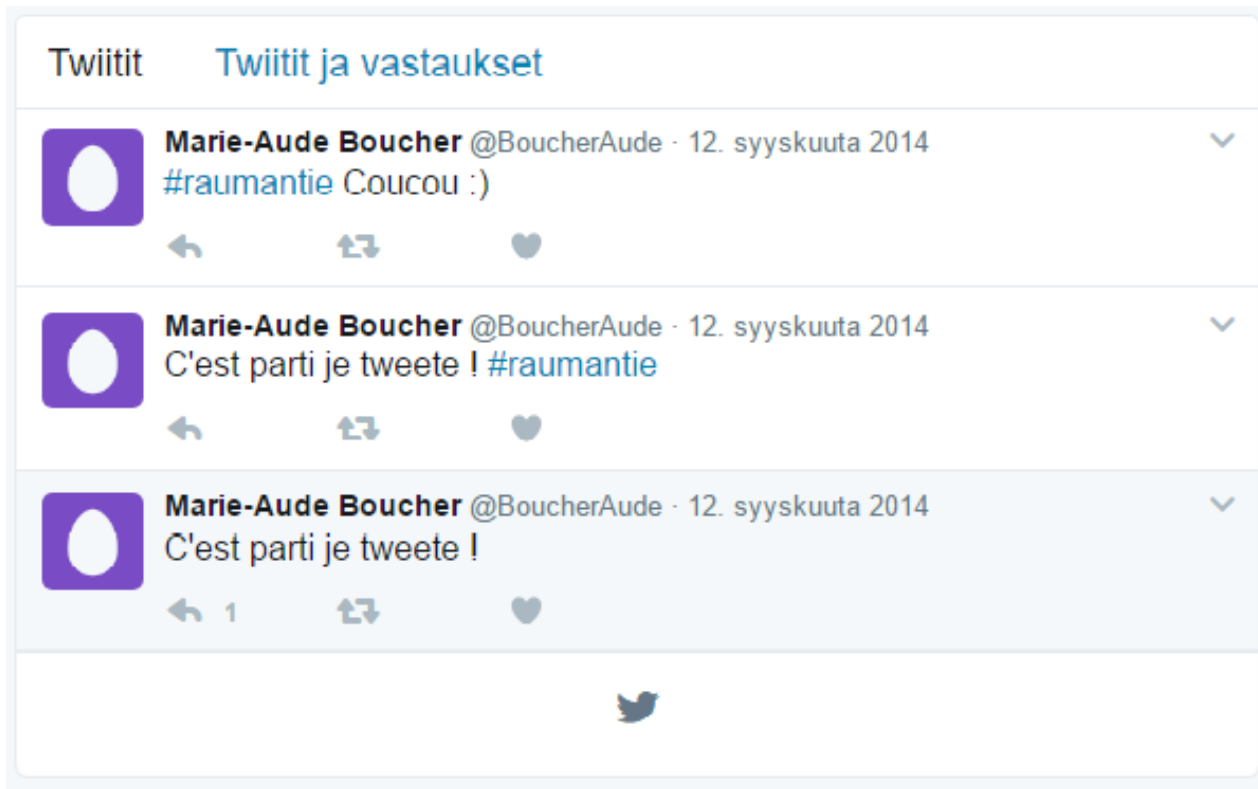 Twiitit Twiitit ja vastaukset
Marie-Aude Boucher @BoucherAude · 12. syyskuuta 2014
#raumantie Coucou :)
Marie-Aude Boucher @BoucherAude · 12. syyskuuta 2014
C'est parti je tweete ! #raumantie
Marie-Aude Boucher @BoucherAude · 12. syyskuuta 2014
C'est parti je tweete !
1